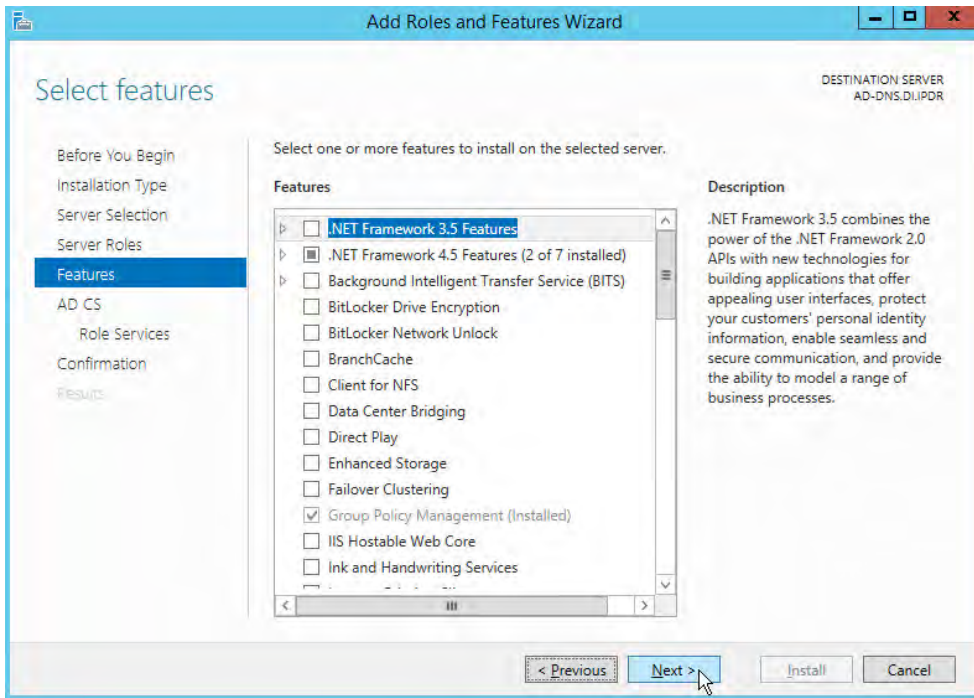 Add Roles and Features Wizard
Select features
DESTINATION SERVER
AD-DNS.DI.IPDR
Before You Begin
Installation Type
Server Selection
Server Roles
Features
AD CS
Role Services
Confirmation
Results
Select one or more features to install on the selected server.
Features
.NET Framework 3.5 Features
.NET Framework 4.5 Features (2 of 7 installed)
Background Intelligent Transfer Service (BITS)
BitLocker Drive Encryption
BitLocker Network Unlock
BranchCache
Client for NFS
Data Center Bridging
Direct Play
Enhanced Storage
Failover Clustering
Group Policy Management (Installed)
IIS Hostable Web Core
Ink and Handwriting Services
Description
.NET Framework 3.5 combines the
power of the .NET Framework 2.0
APIs with new technologies for
building applications that offer
appealing user interfaces, protect
your customers' personal identity
information, enable seamless and
secure communication, and provide
the ability to model a range of
business processes.
< Previous
Next >
Install
Cancel